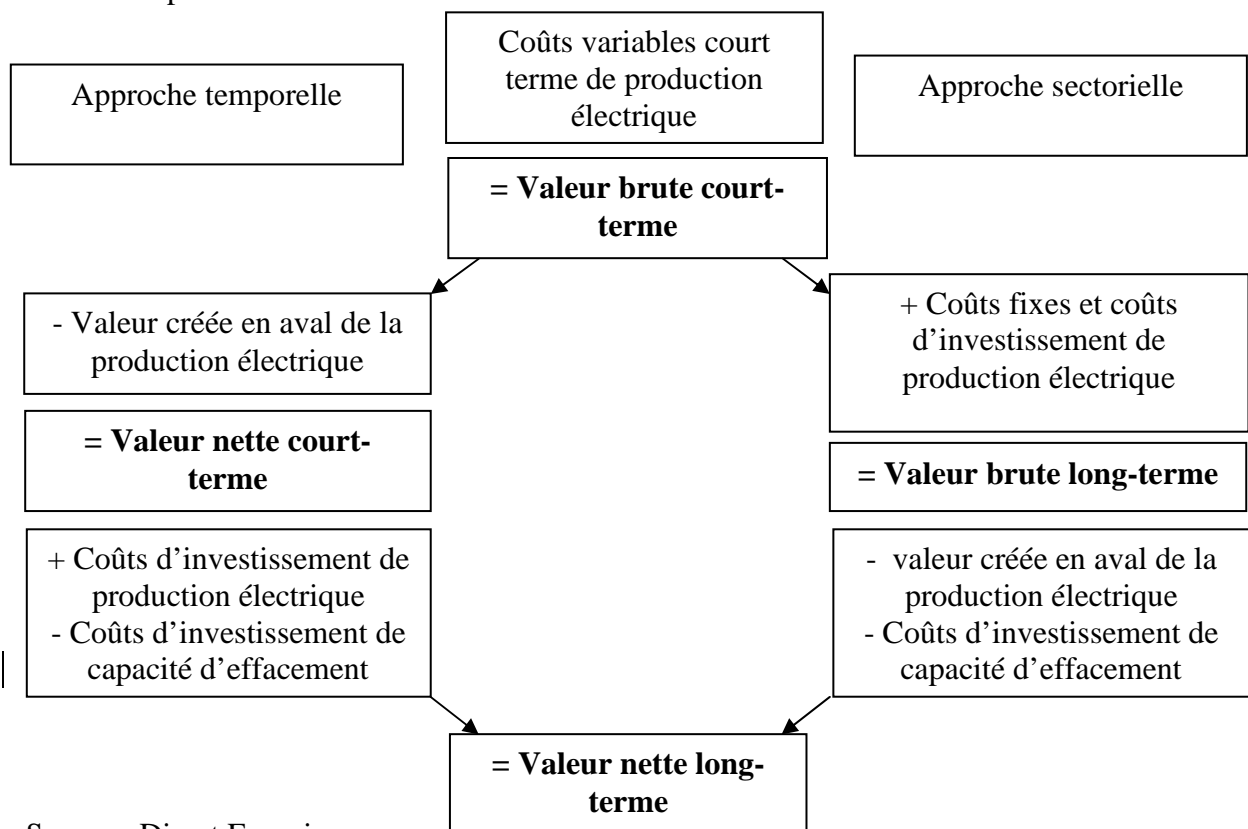 Coûts variables court
terme de production
électrique
Approche temporelle
Approche sectorielle
= Valeur brute court-
terme
- Valeur créée en aval de la
production électrique
+ Coûts fixes et coûts
d’investissement de
production électrique
= Valeur nette court-
terme
= Valeur brute long-terme
+ Coûts d’investissement de
production électrique
- Coûts d’investissement de
capacité d’effacement
- valeur créée en aval de la
production électrique
- Coûts d’investissement de
capacité d’effacement
= Valeur nette long-
terme